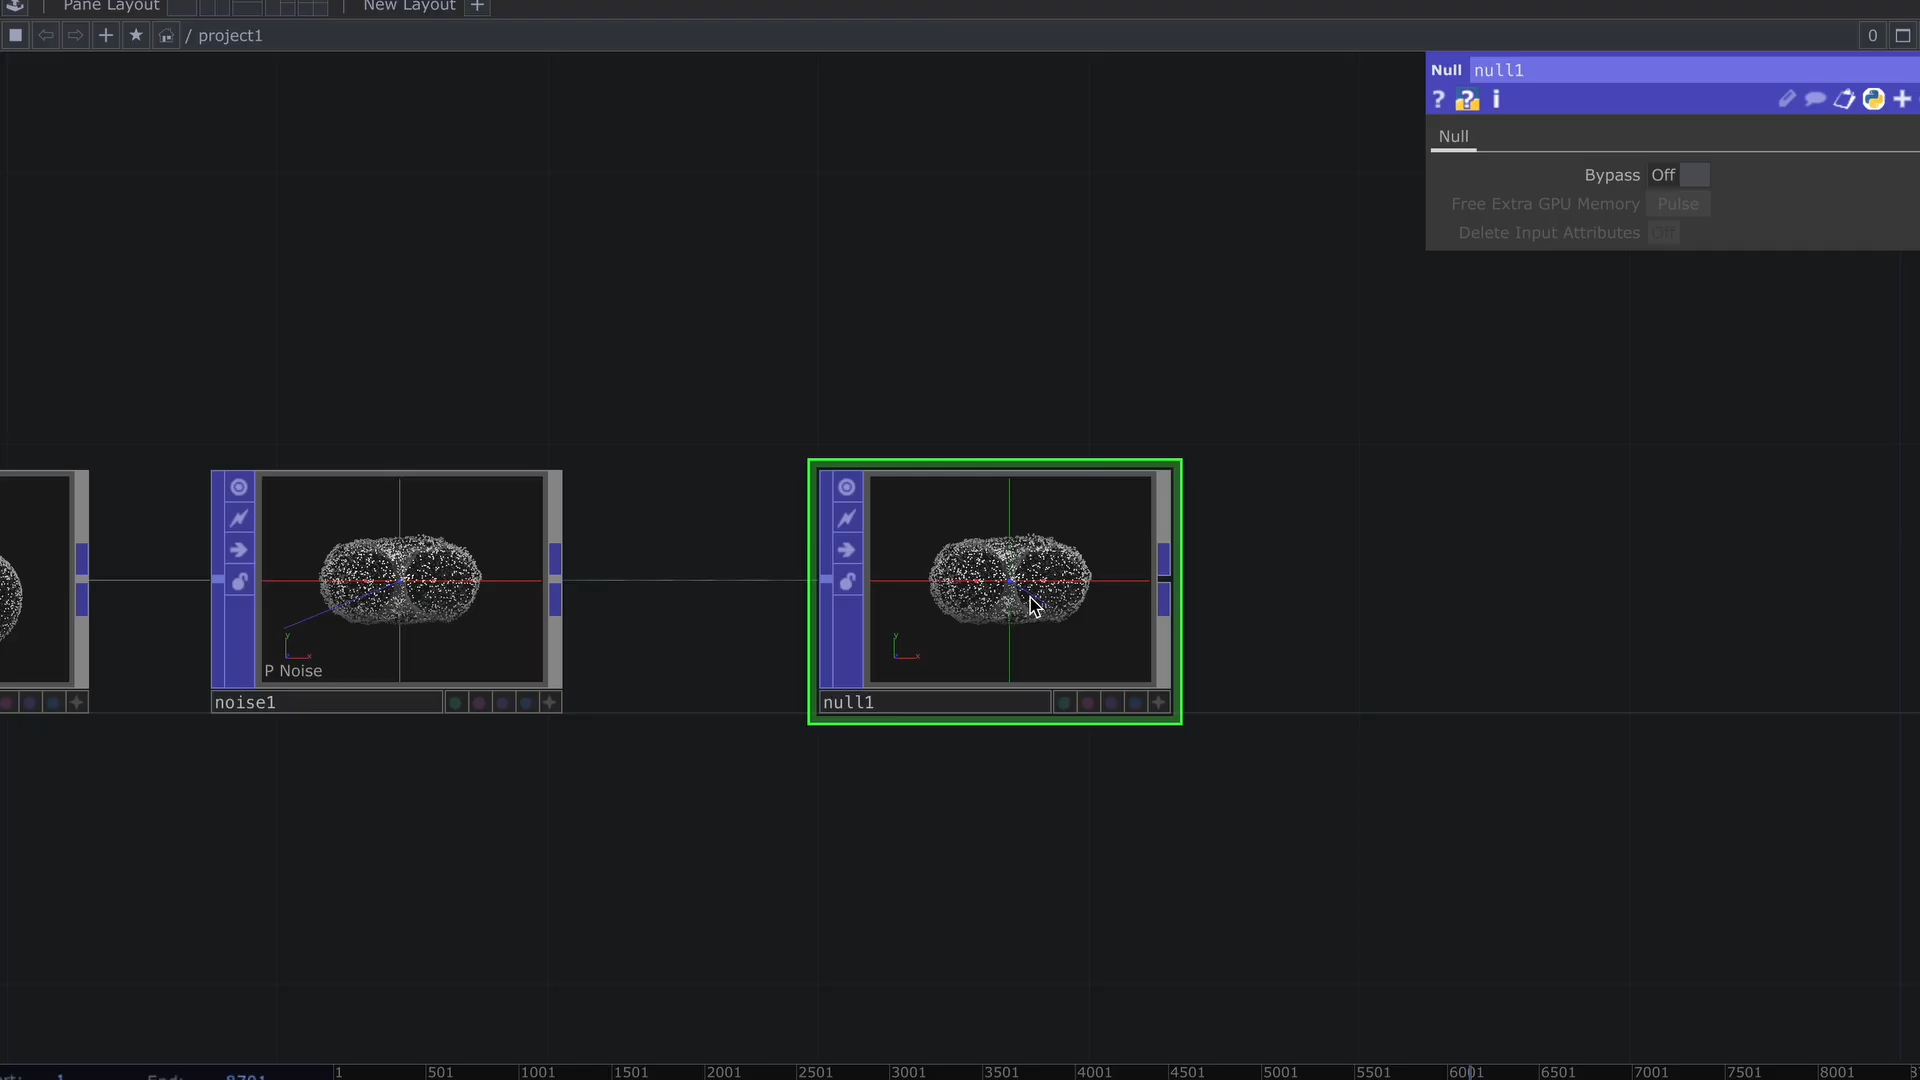 Pane Layout New Layout +
/ project1 0
Null null1
? ? i
Null
Bypass Off
Free Extra GPU Memory Pulse
Delete Input Attributes Off
y
x
P Noise
noise1
y
x
null1
End:
1 501 1001 1501 2001 2501 3001 3501 4001 4501 5001 5501 6001 6501 7001 7501 8001